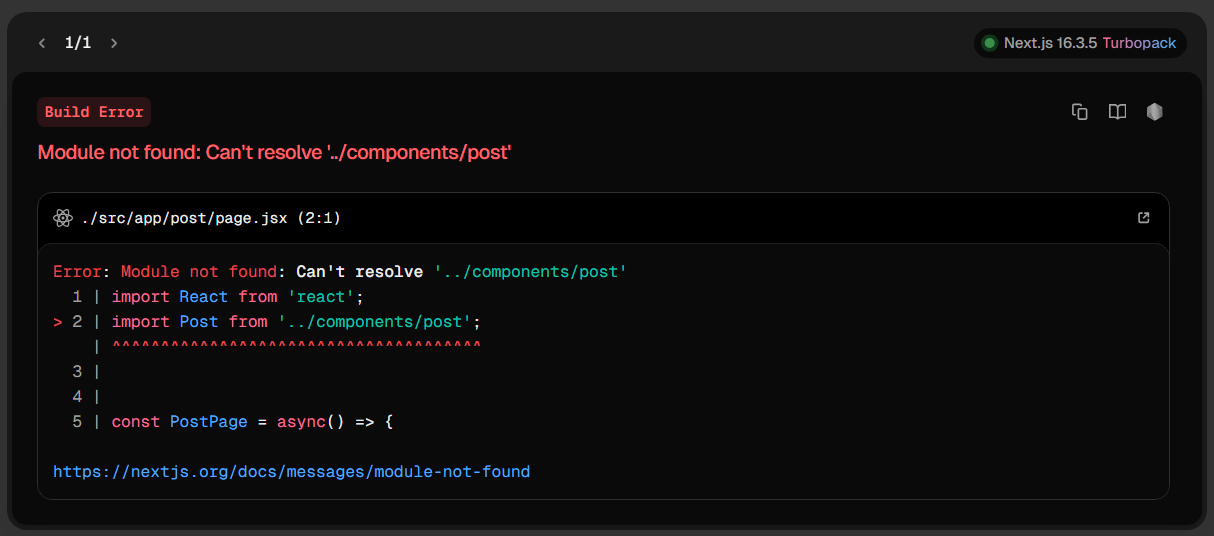 1/1
Next.js 16.3.5 Turbopack
Build Error
Module not found: Can't resolve '../components/post'
./src/app/post/page.jsx (2:1)
Error: Module not found: Can't resolve '../components/post'
1 | import React from 'react';
> 2 | import Post from '../components/post';
| ^^^^^^^^^^^^^^^^^^^^^^^^^^^^^^^^^^^^^^
3 |
4 |
5 | const PostPage = async() => {
https://nextjs.org/docs/messages/module-not-found